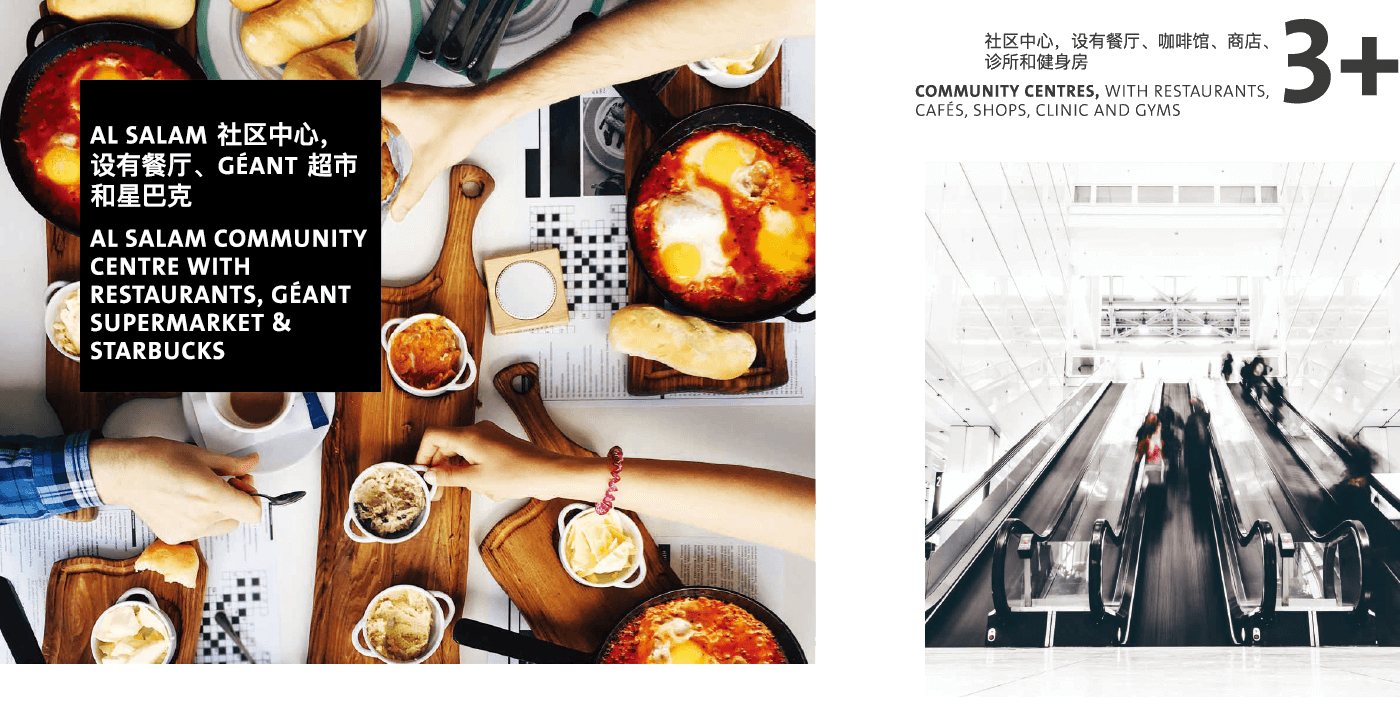 AL SALAM 社区中心，
设有餐厅、GÉANT 超市
和星巴克
AL SALAM COMMUNITY
CENTRE WITH
RESTAURANTS, GÉANT
SUPERMARKET &
STARBUCKS
社区中心，设有餐厅、咖啡馆、商店、
诊所和健身房
3+
COMMUNITY CENTRES, WITH RESTAURANTS,
CAFÉS, SHOPS, CLINIC AND GYMS